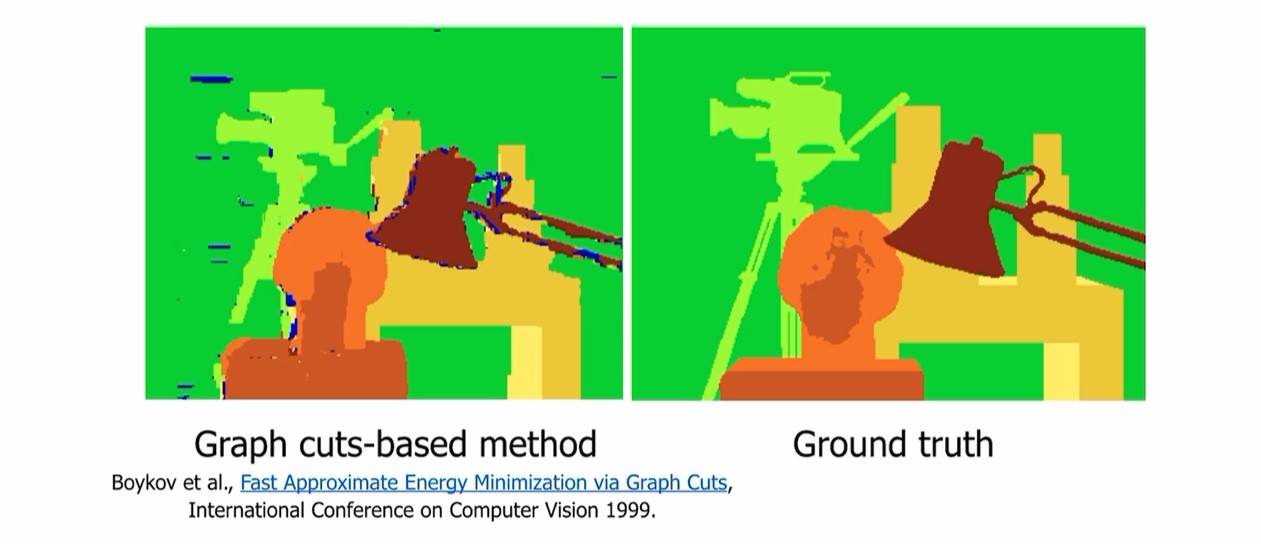 Graph cuts-based method
Ground truth
Boykov et al., Fast Approximate Energy Minimization via Graph Cuts,
International Conference on Computer Vision 1999.